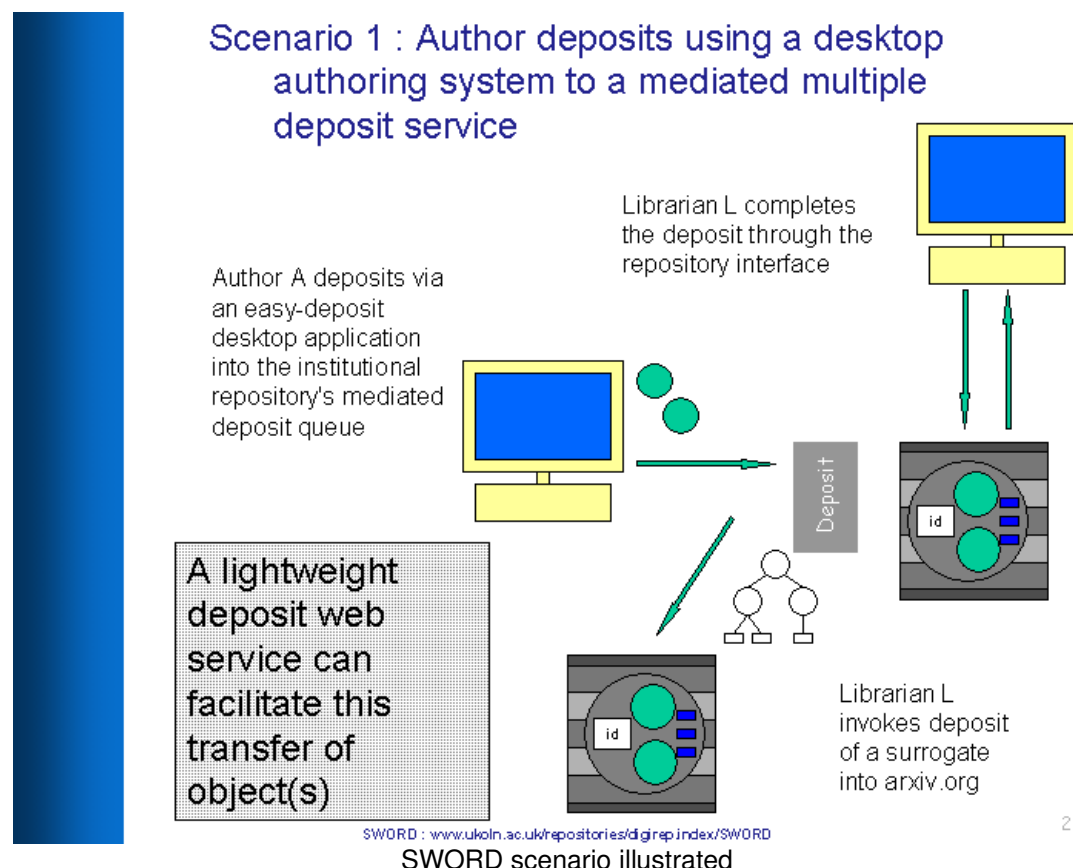 Scenario 1 : Author deposits using a desktop
authoring system to a mediated multiple
deposit service
Librarian L completes
the deposit through the
repository interface
Author A deposits via
an easy-deposit
desktop application
into the institutional
repository's mediated
deposit queue
Deposit
id
A lightweight
deposit web
service can
facilitate this
transfer of
object(s)
id
Librarian L
invokes deposit
of a surrogate
into arxiv.org
SWORD : www.ukoln.ac.uk/repositories/digirep.index/SWORD
2
SWORD scenario illustrated